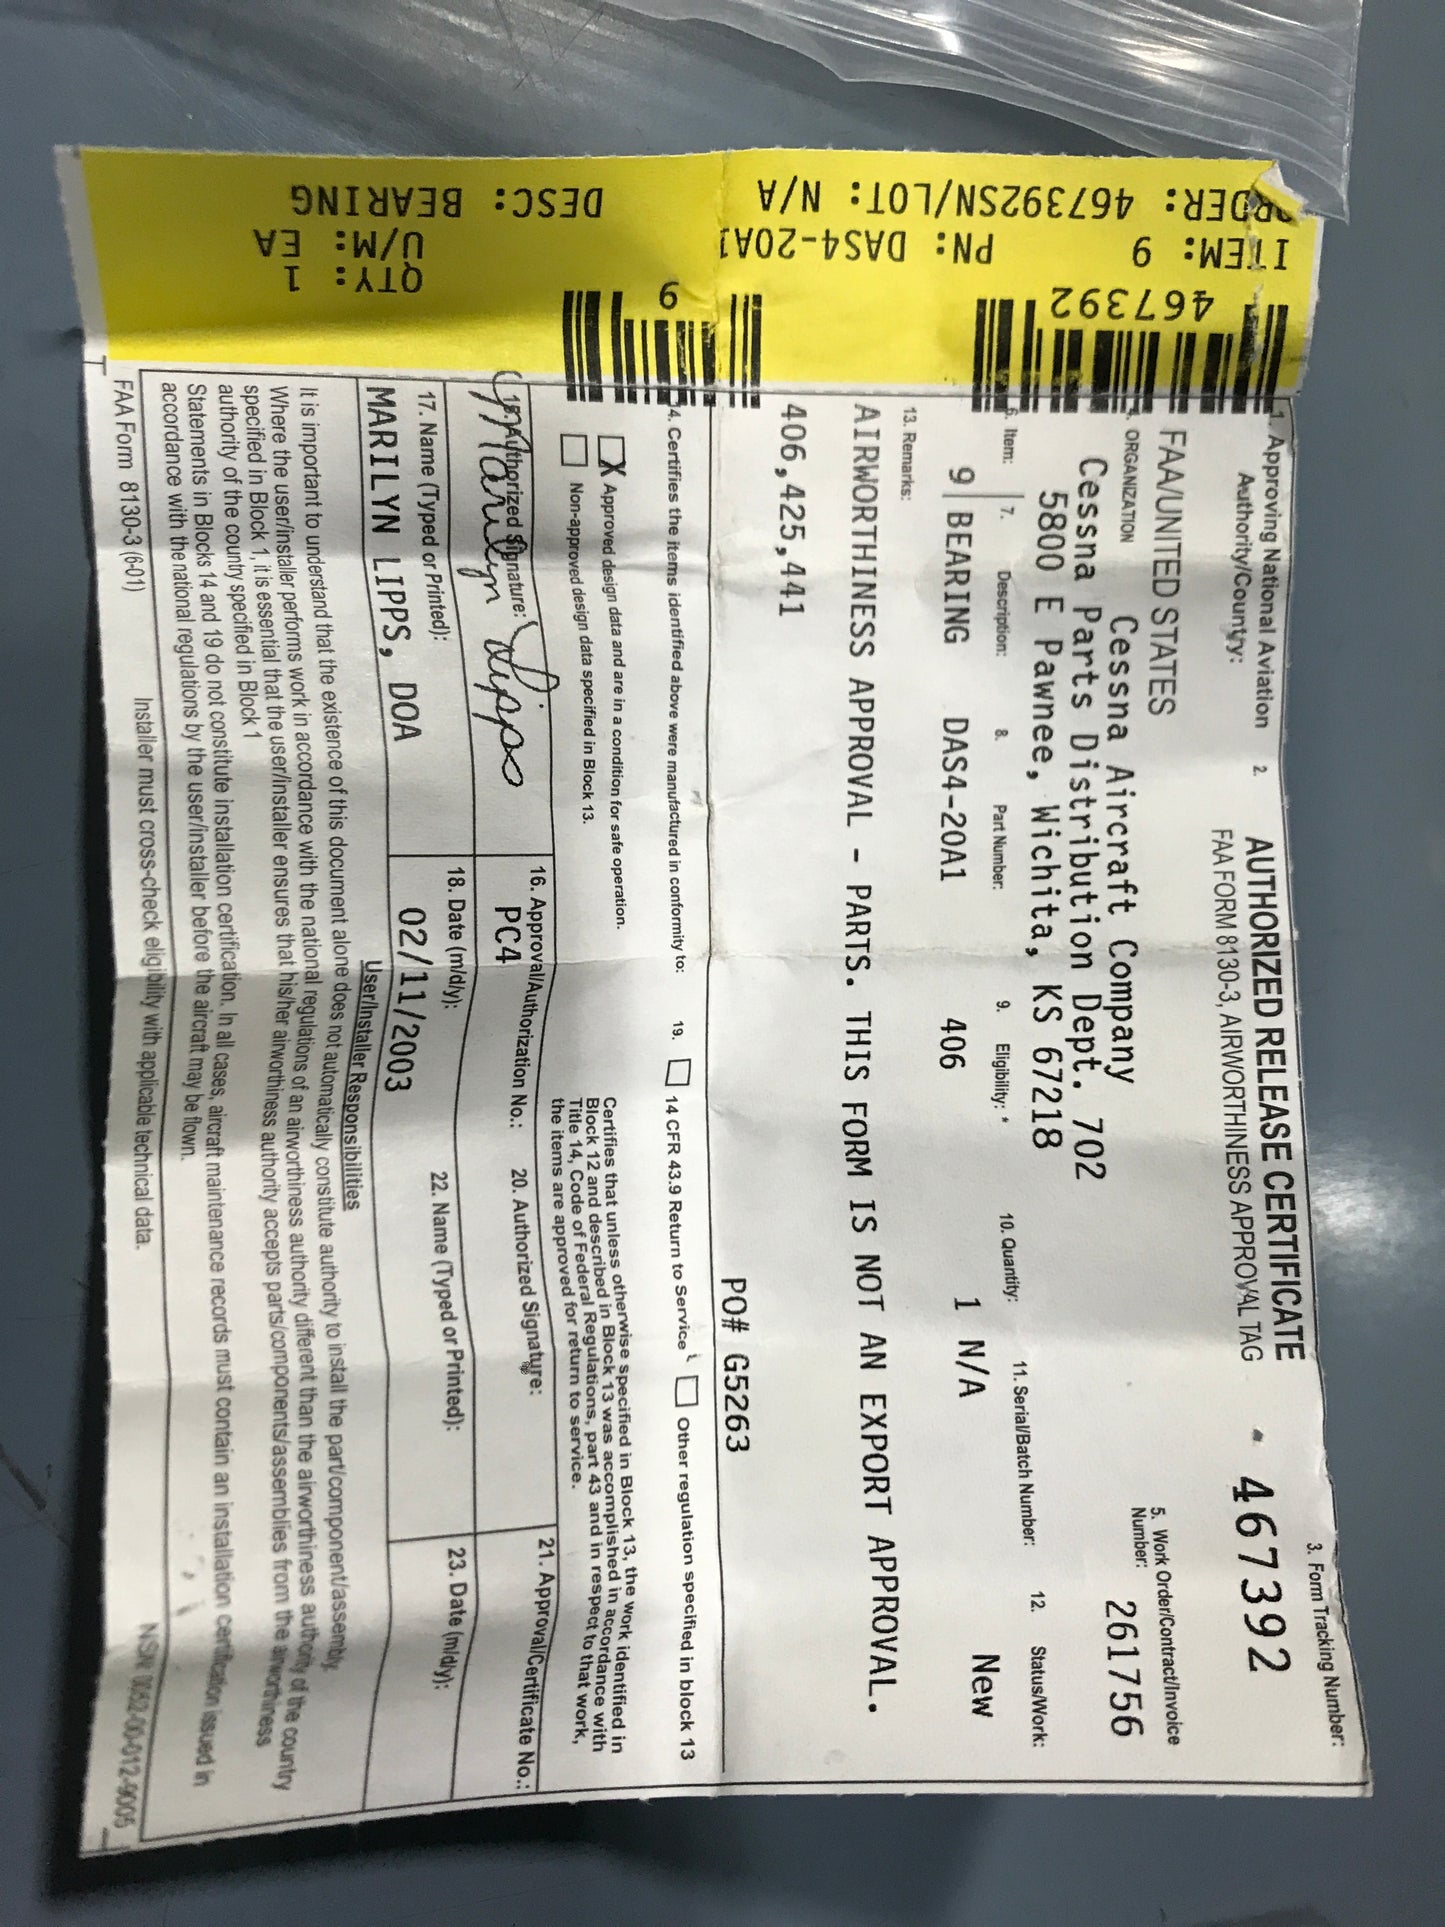 ORDER: 467392SN/LOT: N/A DESC: BEARING
ITEM: 9 PN: DAS4-20A1 U/M: EA
QTY: 1
467392
9
1. Approving National Aviation
Authority/Country:
FAA/UNITED STATES
2.
AUTHORIZED RELEASE CERTIFICATE
FAA FORM 8130-3, AIRWORTHINESS APPROVAL TAG
3. Form Tracking Number:
467392
4. ORGANIZATION
Cessna Aircraft Company
Cessna Parts Distribution Dept. 702
5800 E Pawnee, Wichita, KS 67218
5. Work Order/Contract/Invoice
Number:
261756
6. Item: 7. Description: 8. Part Number: 9. Eligibility: * 10. Quantity: 11. Serial/Batch Number: 12. Status/Work:
9 BEARING DAS4-20A1 406 1 N/A New
13. Remarks:
AIRWORTHINESS APPROVAL - PARTS. THIS FORM IS NOT AN EXPORT APPROVAL.
406,425,441
PO# G5263
14. Certifies the items identified above were manufactured in conformity to:
X Approved design data and are in a condition for safe operation.
Non-approved design data specified in Block 13.
19. 14 CFR 43.9 Return to Service Other regulation specified in block 13
Certifies that unless otherwise specified in Block 13, the work identified in
Block 12 and described in Block 13 was accomplished in accordance with
Title 14, Code of Federal Regulations, part 43 and in respect to that work,
the items are approved for return to service.
15. Authorized Signature:
Marilyn Lipps
16. Approval/Authorization No.:
PC4
20. Authorized Signature:
21. Approval/Certificate No.:
17. Name (Typed or Printed):
MARILYN LIPPS, DOA
18. Date (m/d/y):
02/11/2003
22. Name (Typed or Printed):
23. Date (m/d/y):
User/Installer Responsibilities
It is important to understand that the existence of this document alone does not automatically constitute authority to install the part/component/assembly.
Where the user/installer performs work in accordance with the national regulations of an airworthiness authority different than the airworthiness authority of the country
specified in Block 1, it is essential that the user/installer ensures that his/her airworthiness authority accepts parts/components/assemblies from the airworthiness
authority of the country specified in Block 1
Statements in Blocks 14 and 19 do not constitute installation certification. In all cases, aircraft maintenance records must contain an installation certification issued in
accordance with the national regulations by the user/installer before the aircraft may be flown.
FAA Form 8130-3 (6-01) Installer must cross-check eligibility with applicable technical data. NSN 0052-00-012-9005